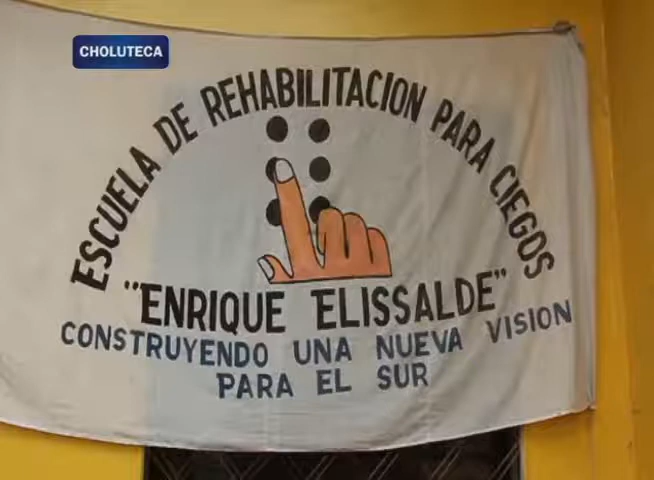 CHOLUTECA
ESCUELA DE REHABILITACION PARA CIEGOS
"ENRIQUE ELISSALDE"
CONSTRUYENDO UNA NUEVA VISION
PARA EL SUR